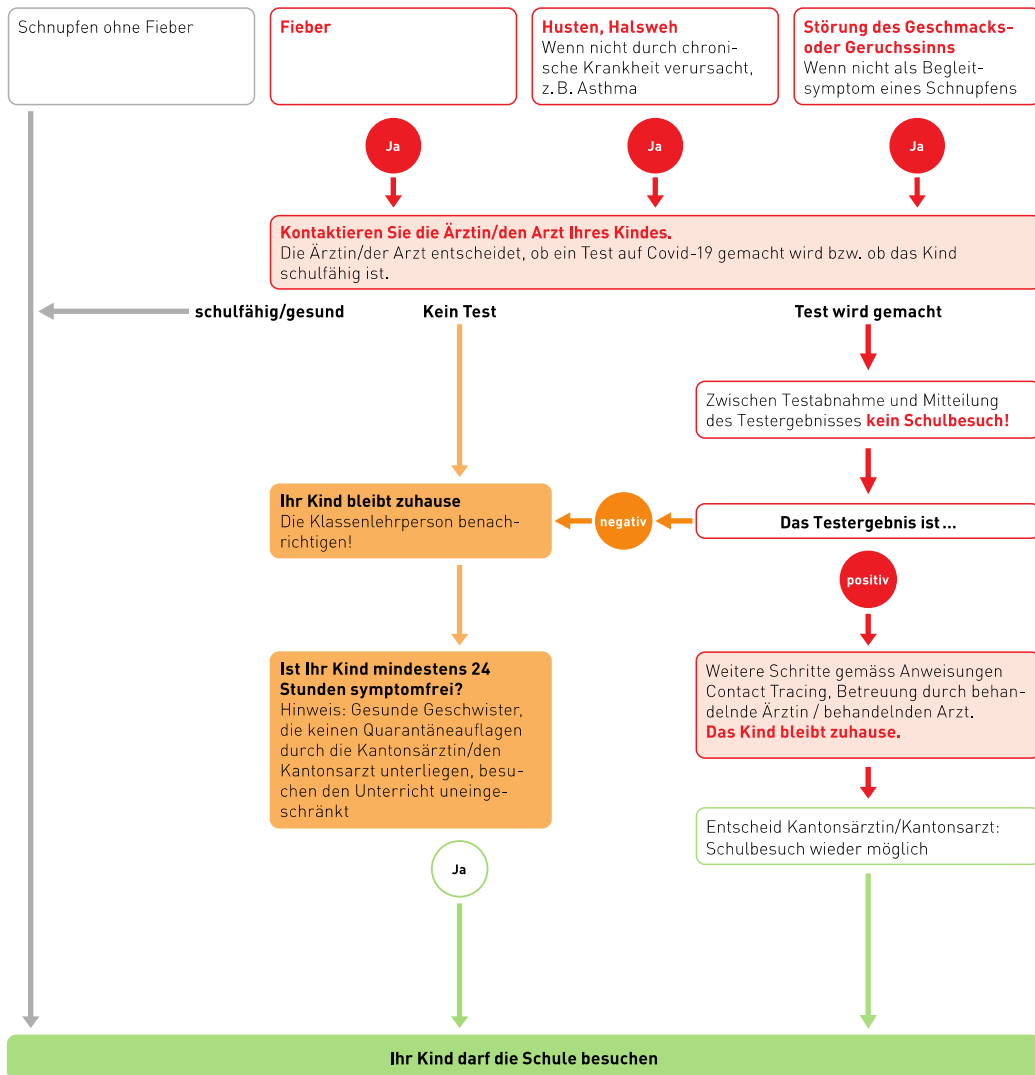 Schnupfen ohne Fieber
Fieber
Husten, Halsweh
Wenn nicht durch chroni-
sche Krankheit verursacht,
z.B. Asthma
Störung des Geschmacks-
oder Geruchssinns
Wenn nicht als Begleit-
symptom eines Schnupfens
Ja
Ja
Ja
Kontaktieren Sie die Ärztin/den Arzt Ihres Kindes.
Die Ärztin/der Arzt entscheidet, ob ein Test auf Covid-19 gemacht wird bzw. ob das Kind
schulfähig ist.
schulfähig/gesund
Kein Test
Test wird gemacht
Zwischen Testabnahme und Mitteilung
des Testergebnisses kein Schulbesuch!
Ihr Kind bleibt zuhause
Die Klassenlehrperson benach-
richtigen!
negativ
Das Testergebnis ist ...
positiv
Ist Ihr Kind mindestens 24
Stunden symptomfrei?
Hinweis: Gesunde Geschwister,
die keinen Quarantäneauflagen
durch die Kantonsärztin/den
Kantonsarzt unterliegen, besu-
chen den Unterricht uneinge-
schränkt
Weitere Schritte gemäss Anweisungen
Contact Tracing, Betreuung durch behan-
delnde Ärztin / behandelnden Arzt.
Das Kind bleibt zuhause.
Entscheid Kantonsärztin/Kantonsarzt:
Schulbesuch wieder möglich
Ja
Ihr Kind darf die Schule besuchen